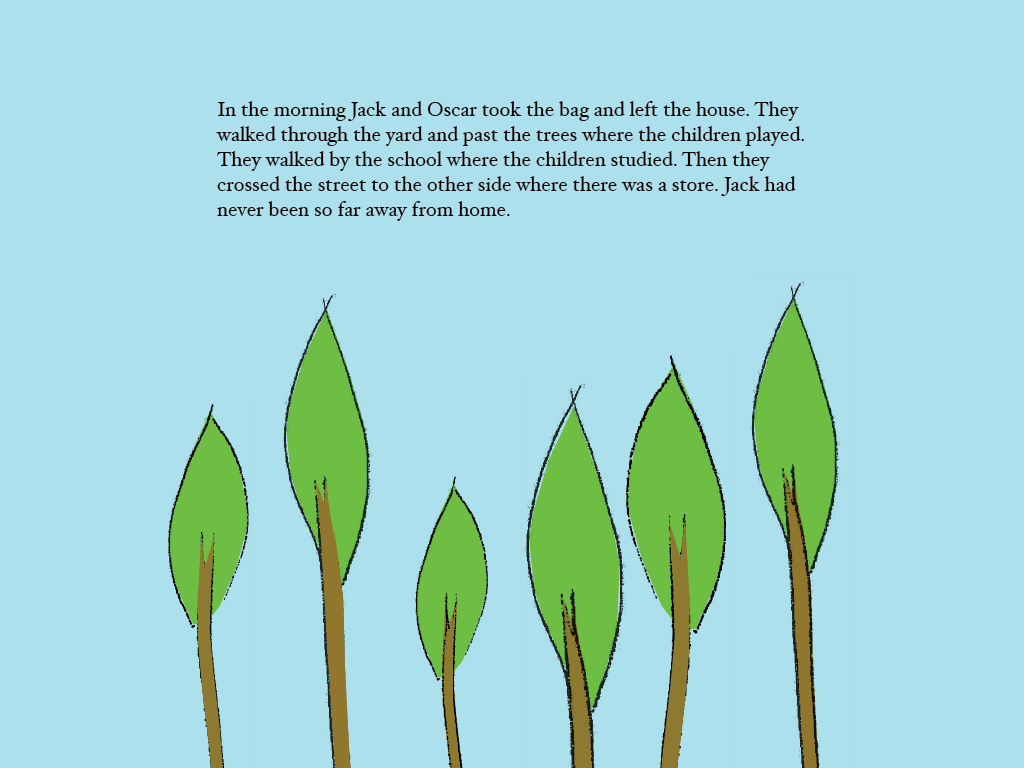 In the morning Jack and Oscar took the bag and left the house. They
walked through the yard and past the trees where the children played.
They walked by the school where the children studied. Then they
crossed the street to the other side where there was a store. Jack had
never been so far away from home.